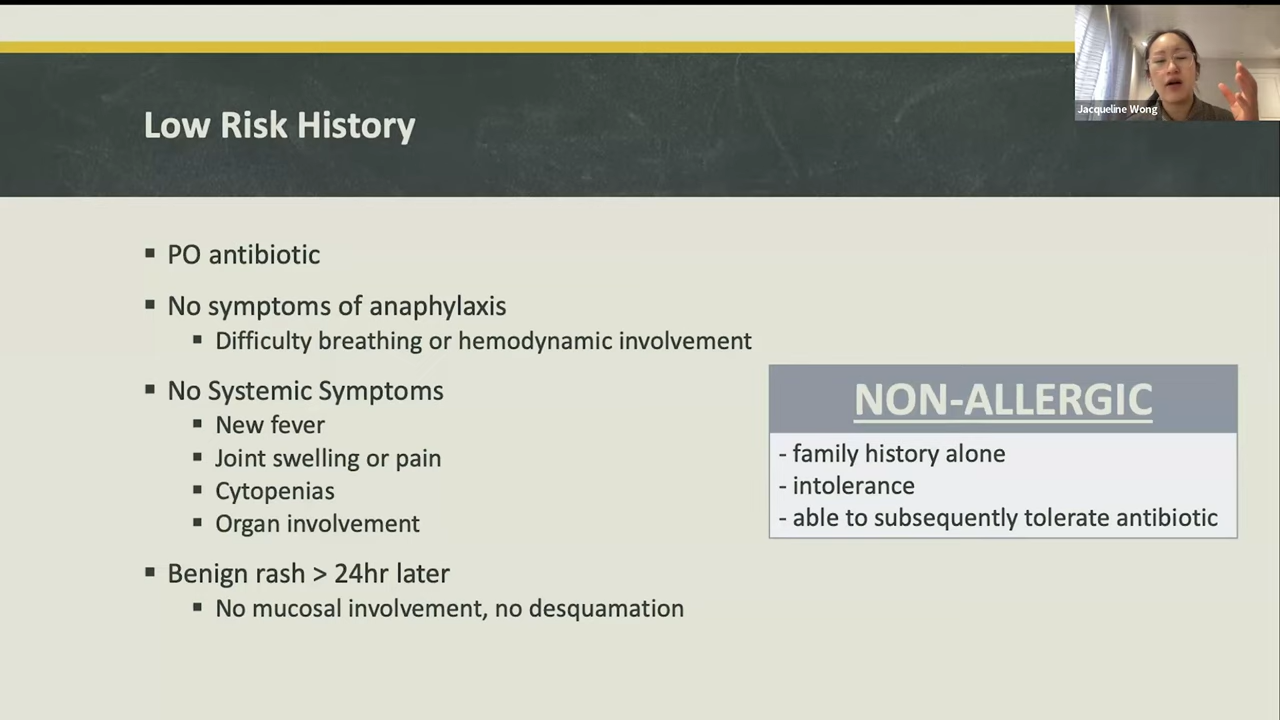 Jacqueline Wong
Low Risk History
▪ PO antibiotic
▪ No symptoms of anaphylaxis
▪ Difficulty breathing or hemodynamic involvement
▪ No Systemic Symptoms
▪ New fever
▪ Joint swelling or pain
▪ Cytopenias
▪ Organ involvement
▪ Benign rash > 24hr later
▪ No mucosal involvement, no desquamation
NON-ALLERGIC
- family history alone
- intolerance
- able to subsequently tolerate antibiotic